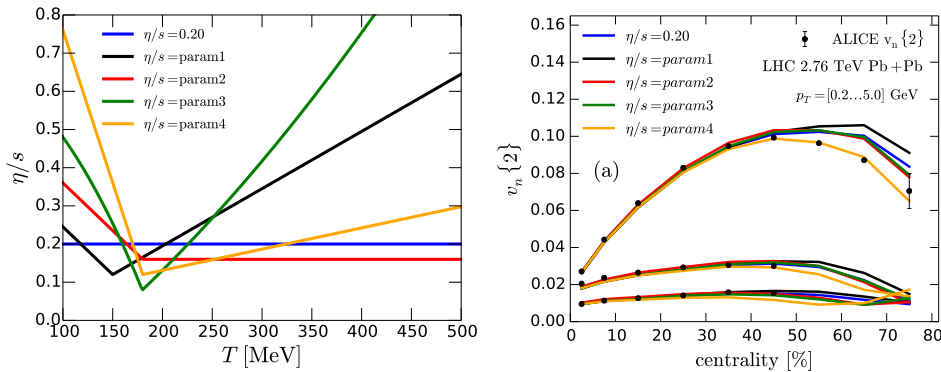 0.8
0.7
0.6
0.5
0.4
0.3
0.2
0.1
0.0
η/s
η/s=0.20
η/s=param1
η/s=param2
η/s=param3
η/s=param4
100 150 200 250 300 350 400 450 500
T [MeV]
0.16
0.14
0.12
0.10
0.08
0.06
0.04
0.02
0.00
v_n{2}
η/s=0.20
η/s=param1
η/s=param2
η/s=param3
η/s=param4
ALICE v_n{2}
LHC 2.76 TeV Pb+Pb
p_T=[0.2...5.0] GeV
(a)
0 10 20 30 40 50 60 70 80
centrality [%]